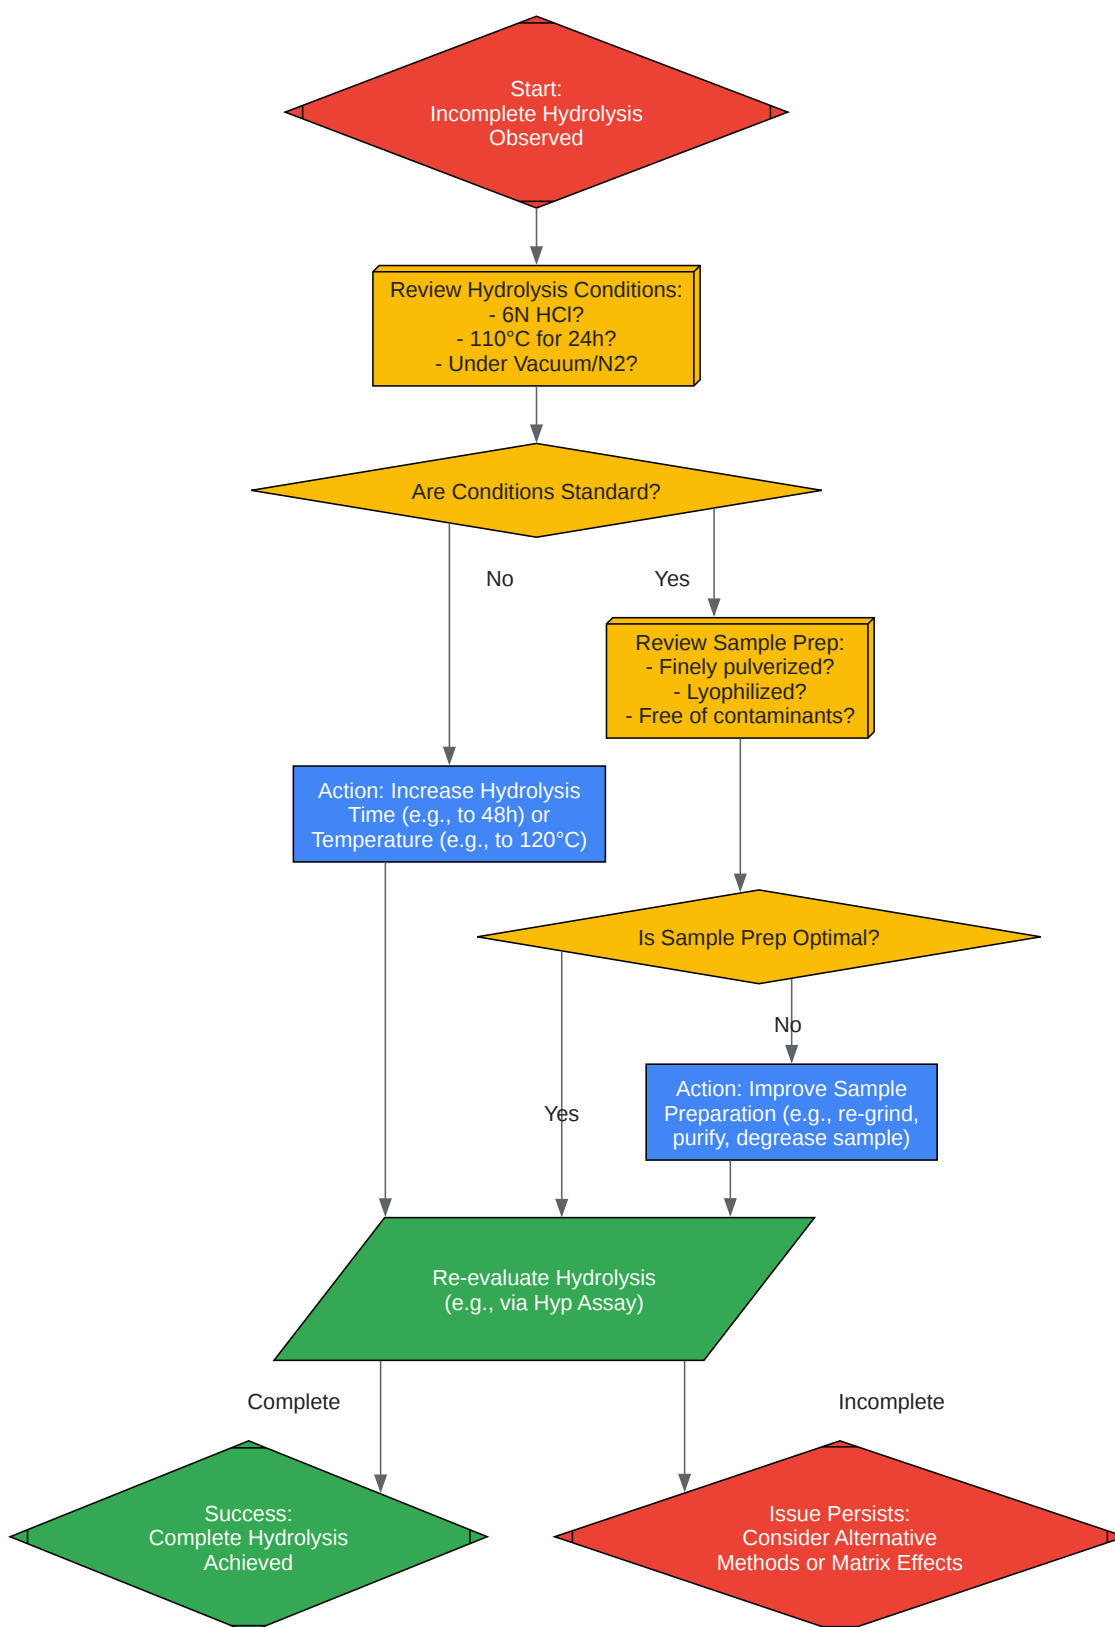 Start:
Incomplete Hydrolysis
Observed
Review Hydrolysis Conditions:
- 6N HCl?
- 110°C for 24h?
- Under Vacuum/N2?
Are Conditions Standard?
No
Yes
Review Sample Prep:
- Finely pulverized?
- Lyophilized?
- Free of contaminants?
Action: Increase Hydrolysis
Time (e.g., to 48h) or
Temperature (e.g., to 120°C)
Is Sample Prep Optimal?
No
Action: Improve Sample
Preparation (e.g., re-grind,
purify, degrease sample)
Yes
Re-evaluate Hydrolysis
(e.g., via Hyp Assay)
Complete
Incomplete
Success:
Complete Hydrolysis
Achieved
Issue Persists:
Consider Alternative
Methods or Matrix Effects